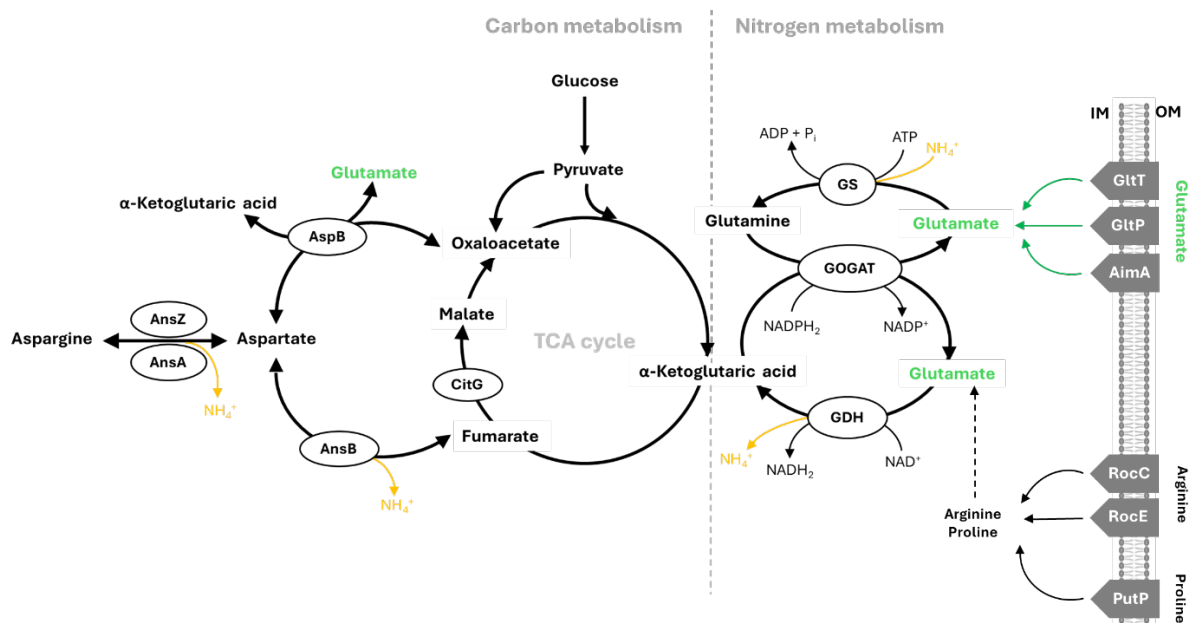 Carbon metabolism
Nitrogen metabolism
Glucose
Pyruvate
Glutamate
α-Ketoglutaric acid
AspB
Oxaloacetate
Malate
TCA cycle
AnsZ
Aspargine
Aspartate
AnsA
NH₄⁺
CitG
Fumarate
AnsB
NH₄⁺
α-Ketoglutaric acid
ADP + Pᵢ
ATP
NH₄⁺
GS
Glutamine
Glutamate
GOGAT
NADPH₂
NADP⁺
Glutamate
GDH
NH₄⁺
NADH₂
NAD⁺
Arginine
Proline
IM
OM
GltT
GltP
AimA
Glutamate
RocC
RocE
Arginine
PutP
Proline